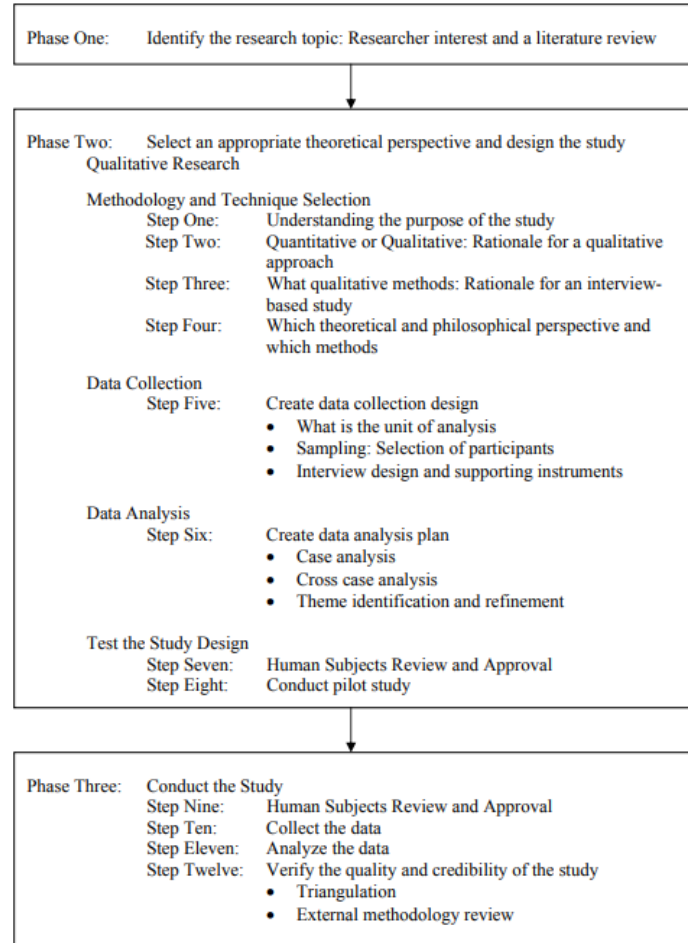 Phase One: Identify the research topic: Researcher interest and a literature review
Phase Two: Select an appropriate theoretical perspective and design the study
Qualitative Research
Methodology and Technique Selection
Step One: Understanding the purpose of the study
Step Two: Quantitative or Qualitative: Rationale for a qualitative
approach
Step Three: What qualitative methods: Rationale for an interview-
based study
Step Four: Which theoretical and philosophical perspective and
which methods
Data Collection
Step Five: Create data collection design
• What is the unit of analysis
• Sampling: Selection of participants
• Interview design and supporting instruments
Data Analysis
Step Six: Create data analysis plan
• Case analysis
• Cross case analysis
• Theme identification and refinement
Test the Study Design
Step Seven: Human Subjects Review and Approval
Step Eight: Conduct pilot study
Phase Three: Conduct the Study
Step Nine: Human Subjects Review and Approval
Step Ten: Collect the data
Step Eleven: Analyze the data
Step Twelve: Verify the quality and credibility of the study
• Triangulation
• External methodology review